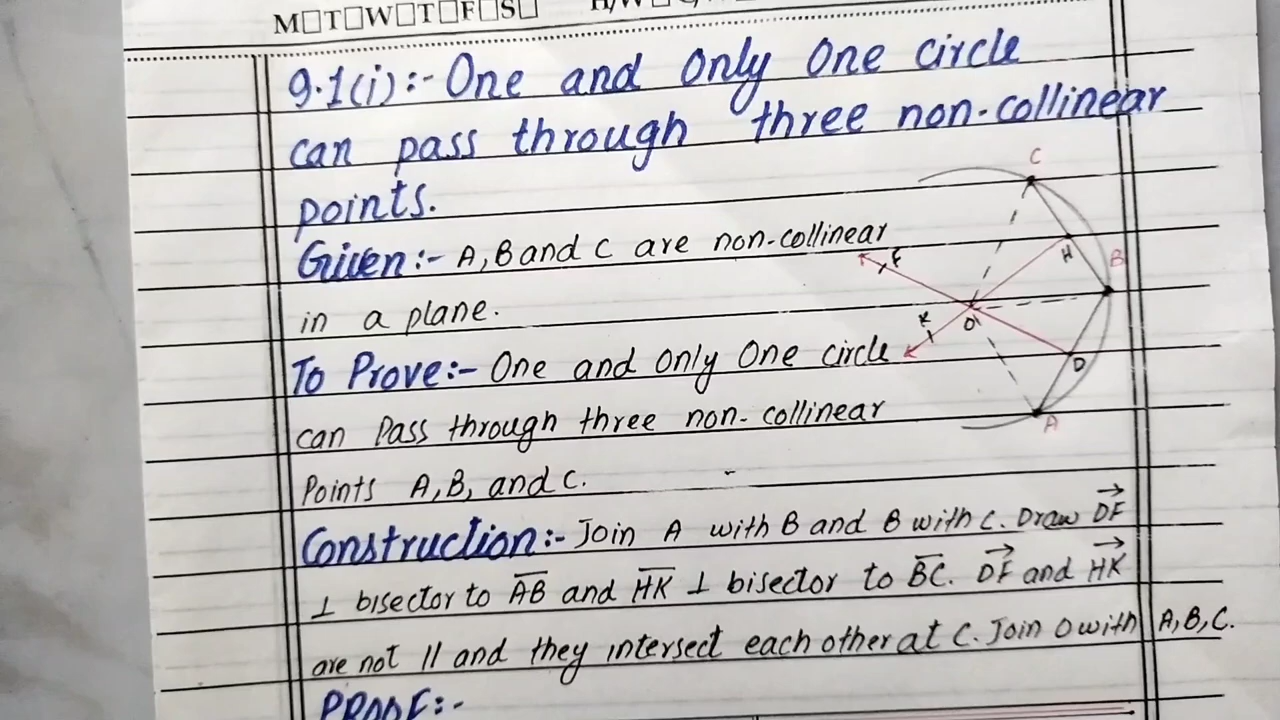 M☐T☐W☐T☐F☐S☐
9.1(i):- One and Only One circle
can pass through three non-collinear
points.
Given:- A, B and C are non-collinear
in a plane.
To Prove:- One and Only One circle
can Pass through three non-collinear
Points A, B, and C.
Construction:- Join A with B and B with C. Draw DF
⊥ bisector to AB and HK ⊥ bisector to BC. DF and HK
are not || and they intersect each other at C. Join O with A, B, C.
PROOF:-
C
H
B
F
K
O
D
A